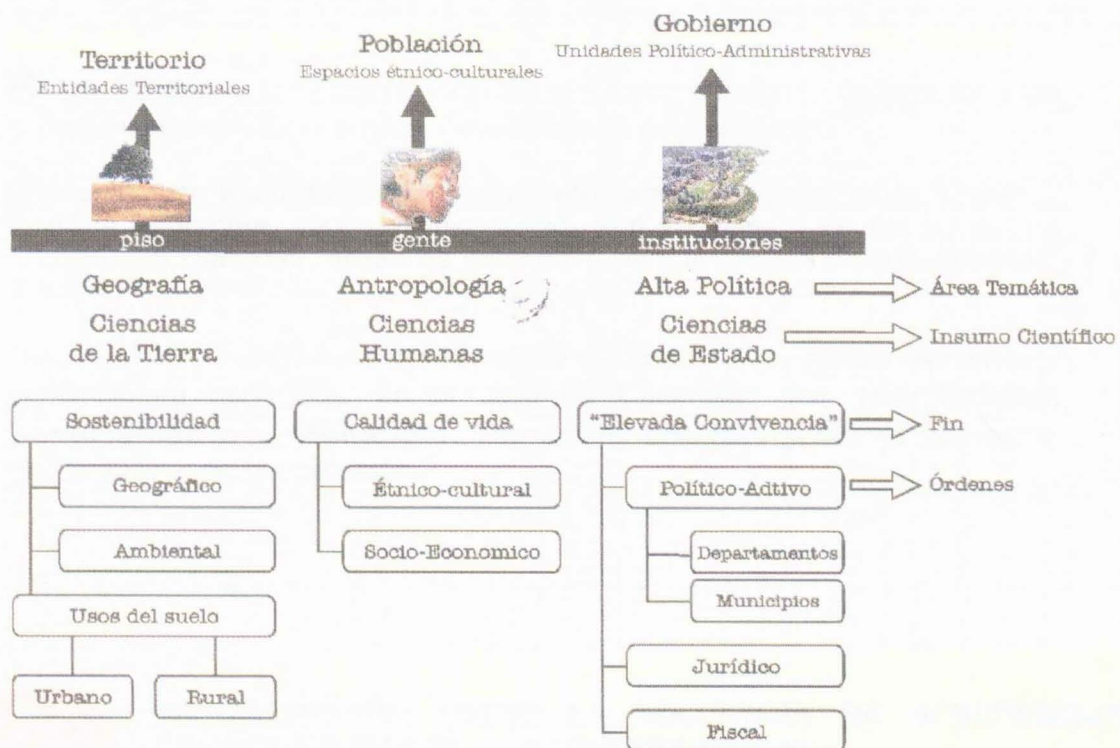 Territorio
Entidades Territoriales
Población
Espacios étnico-culturales
Gobierno
Unidades Político-Administrativas
piso
gente
instituciones
Geografía
Antropología
Alta Política
Área Temática
Ciencias
de la Tierra
Ciencias
Humanas
Ciencias
de Estado
Insumo Científico
Sostenibilidad
Calidad de vida
“Elevada Convivencia”
Fin
Geográfico
Étnico-cultural
Político-Adtivo
Órdenes
Ambiental
Socio-Economico
Departamentos
Municipios
Usos del suelo
Urbano
Rural
Jurídico
Fiscal